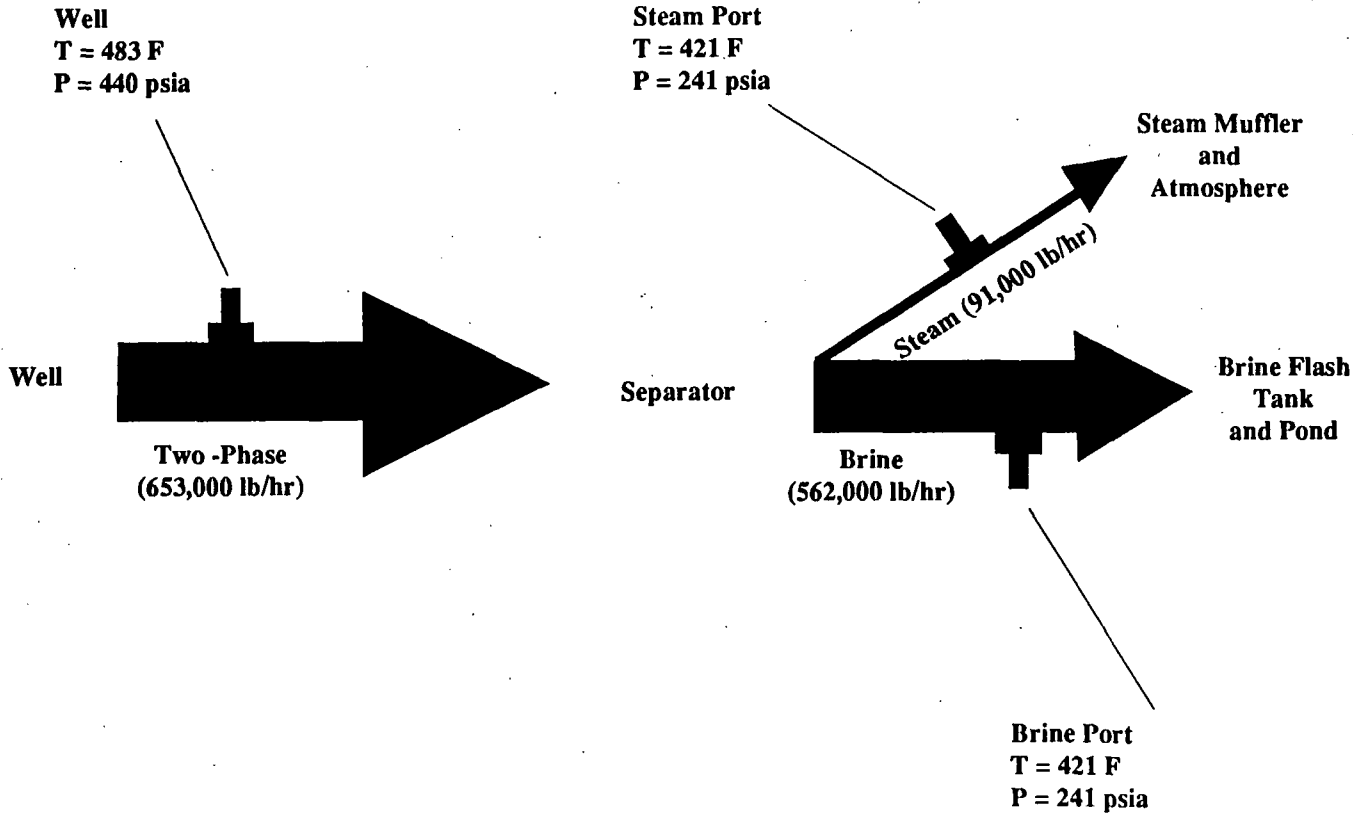 Well
T = 483 F
P = 440 psia
Steam Port
T = 421 F
P = 241 psia
Steam Muffler
and
Atmosphere
Steam (91,000 lb/hr)
Well
Separator
Brine Flash
Tank
and Pond
Two -Phase
(653,000 lb/hr)
Brine
(562,000 lb/hr)
Brine Port
T = 421 F
P = 241 psia